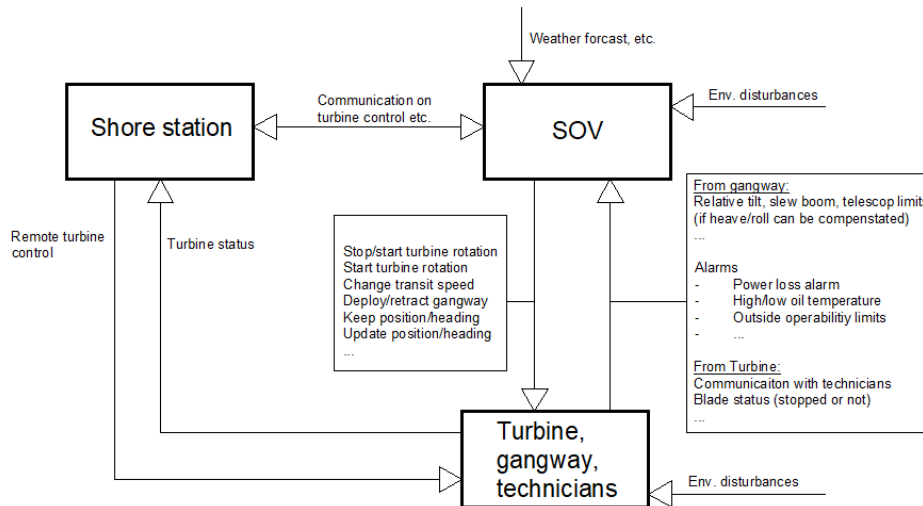 Weather forcast, etc.
Env. disturbances
Communication on
turbine control etc.
Shore station
SOV
From gangway:
Relative tilt, slew boom, telescop limits
(if heave/roll can be compenstated)
...
Alarms
- Power loss alarm
- High/low oil temperature
- Outside operabilitiy limits
- ...
From Turbine:
Communicaiton with technicians
Blade status (stopped or not)
...
Remote turbine
control
Turbine status
Stop/start turbine rotation
Start turbine rotation
Change transit speed
Deploy/retract gangway
Keep position/heading
Update position/heading
...
Turbine,
gangway,
technicians
Env. disturbances